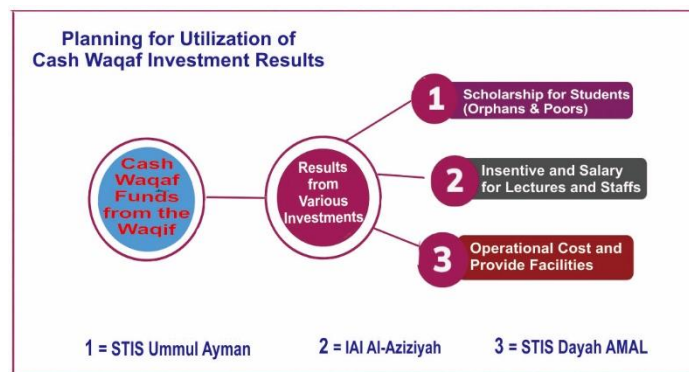 Planning for Utilization of
Cash Waqaf Investment Results
Cash
Waqaf
Funds
from the
Waqif
Results
from
Various
Investments
1
Scholarship for Students
(Orphans & Poors)
2
Insentive and Salary
for Lectures and Staffs
3
Operational Cost and
Provide Facilities
1 = STIS Ummul Ayman
2 = IAI Al-Aziziyah
3 = STIS Dayah AMAL